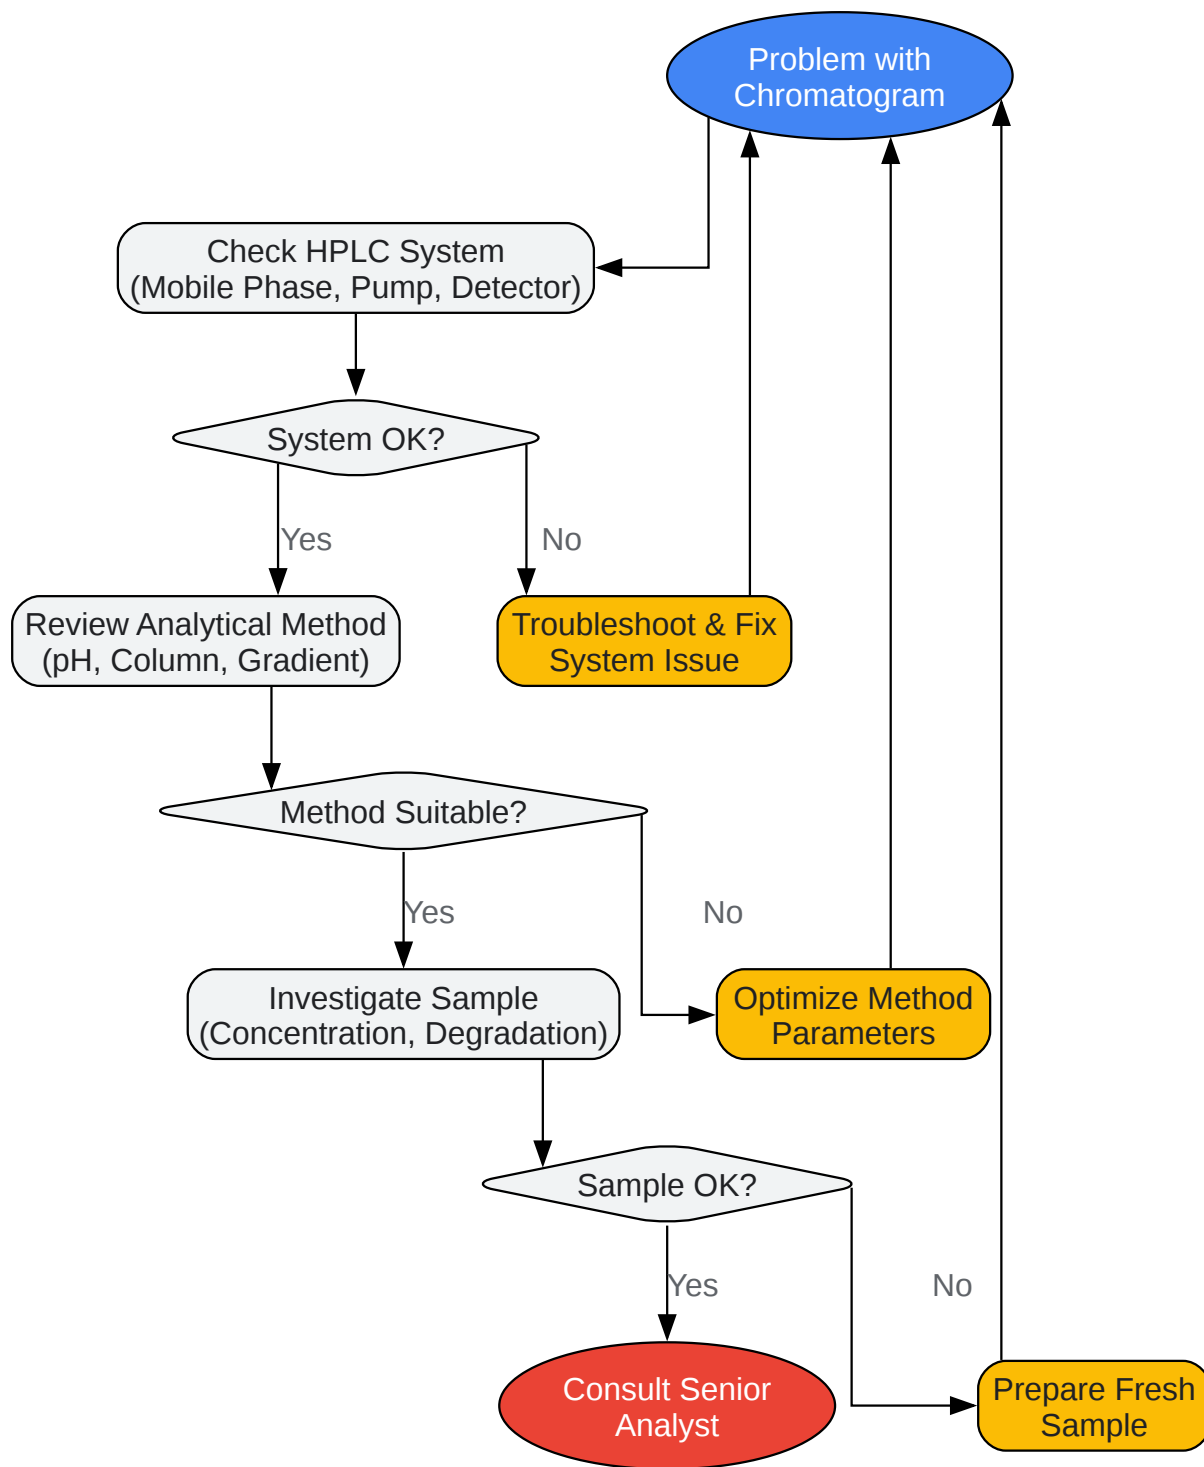 Problem with
Chromatogram
Check HPLC System
(Mobile Phase, Pump, Detector)
System OK?
Yes
No
Review Analytical Method
(pH, Column, Gradient)
Troubleshoot & Fix
System Issue
Method Suitable?
Yes
No
Investigate Sample
(Concentration, Degradation)
Optimize Method
Parameters
Sample OK?
Yes
No
Consult Senior
Analyst
Prepare Fresh
Sample